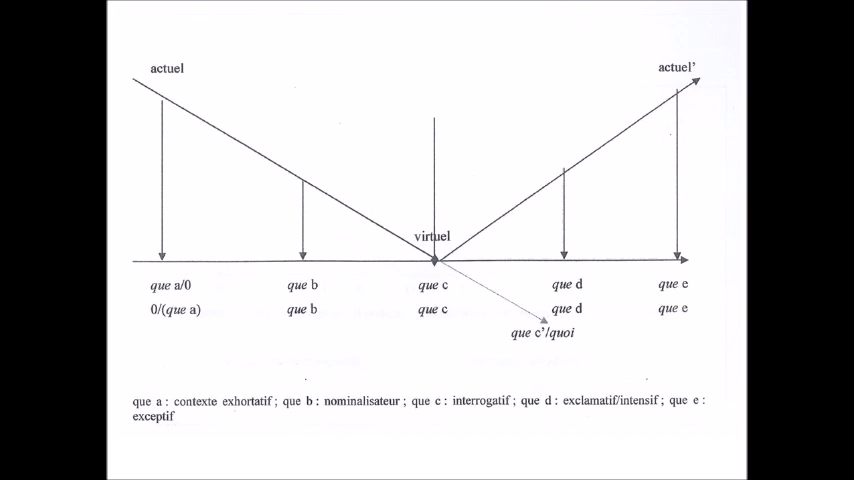 actuel actuel’
virtuel
que a/0 que b que c que d que e
0/(que a) que b que c que d que e
que c’/quoi
que a : contexte exhortatif ; que b : nominalisateur ; que c : interrogatif ; que d : exclamatif/intensif ; que e :
exceptif